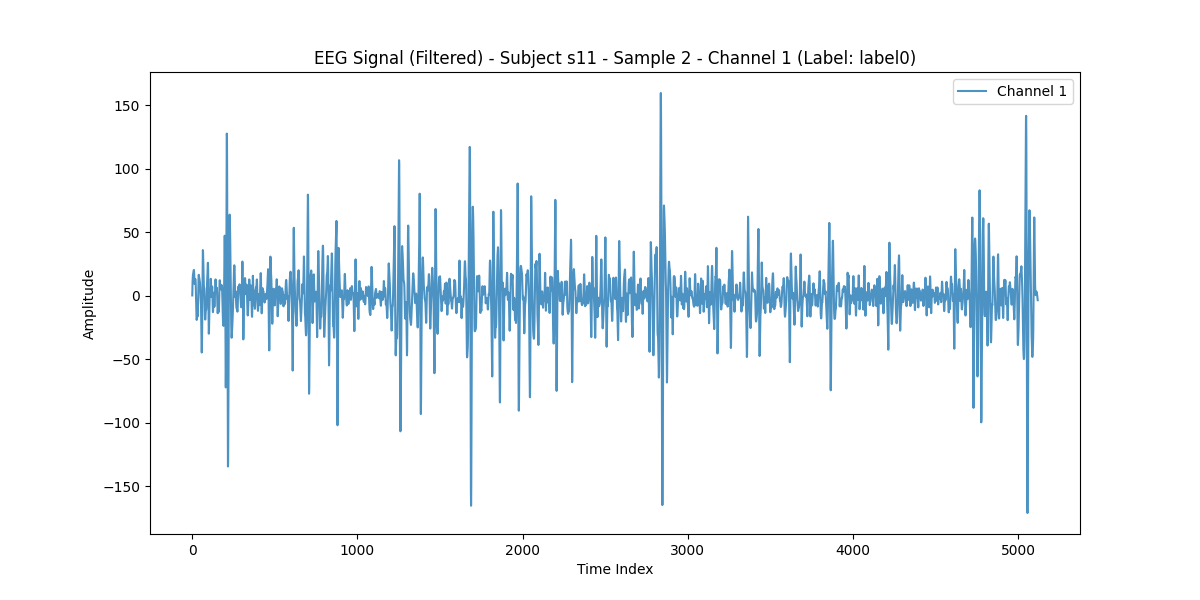 EEG Signal (Filtered) - Subject s11 - Sample 2 - Channel 1 (Label: label0)
Channel 1
150
100
50
0
−50
−100
−150
Amplitude
0 1000 2000 3000 4000 5000
Time Index